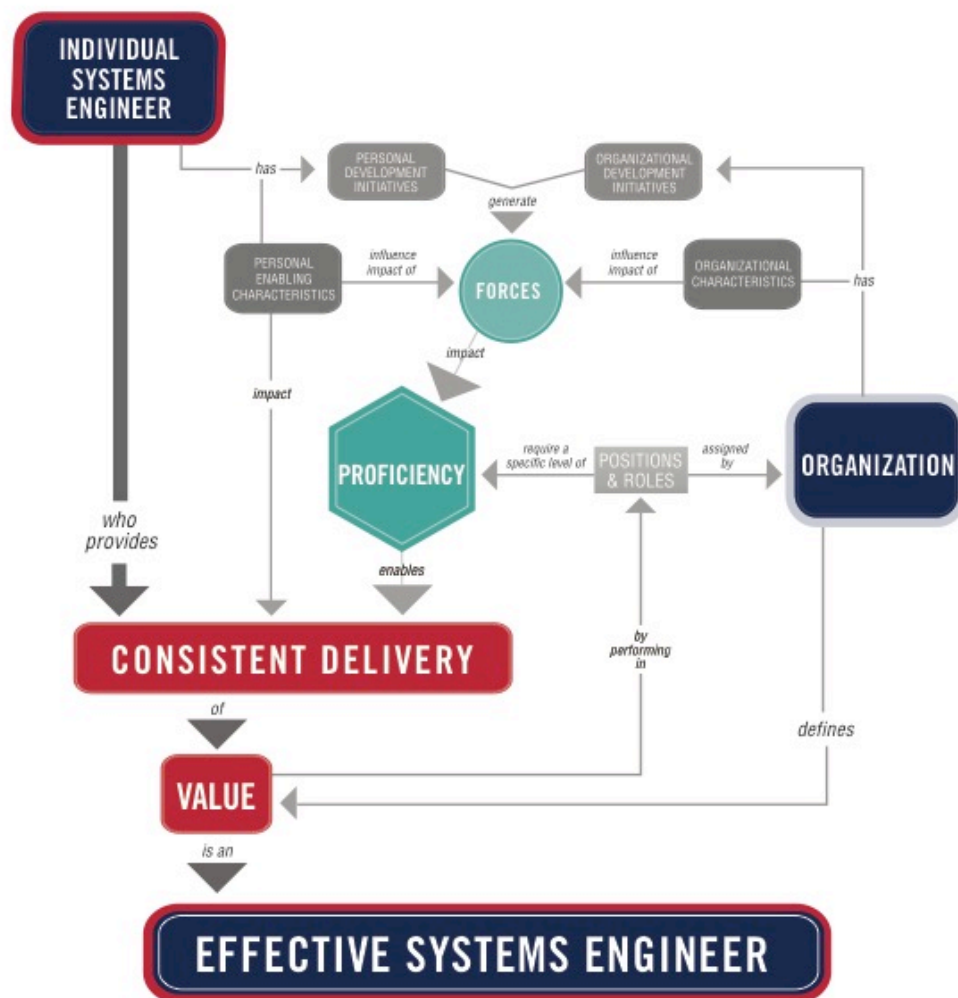 INDIVIDUAL
SYSTEMS
ENGINEER
has
PERSONAL
DEVELOPMENT
INITIATIVES
ORGANIZATIONAL
DEVELOPMENT
INITIATIVES
generate
PERSONAL
ENABLING
CHARACTERISTICS
influence
impact of
FORCES
influence
impact of
ORGANIZATIONAL
CHARACTERISTICS
has
impact
impact
PROFICIENCY
require a
specific level of
POSITIONS
& ROLES
assigned
by
ORGANIZATION
who
provides
enables
CONSISTENT DELIVERY
by
performing
in
of
defines
VALUE
is an
EFFECTIVE SYSTEMS ENGINEER